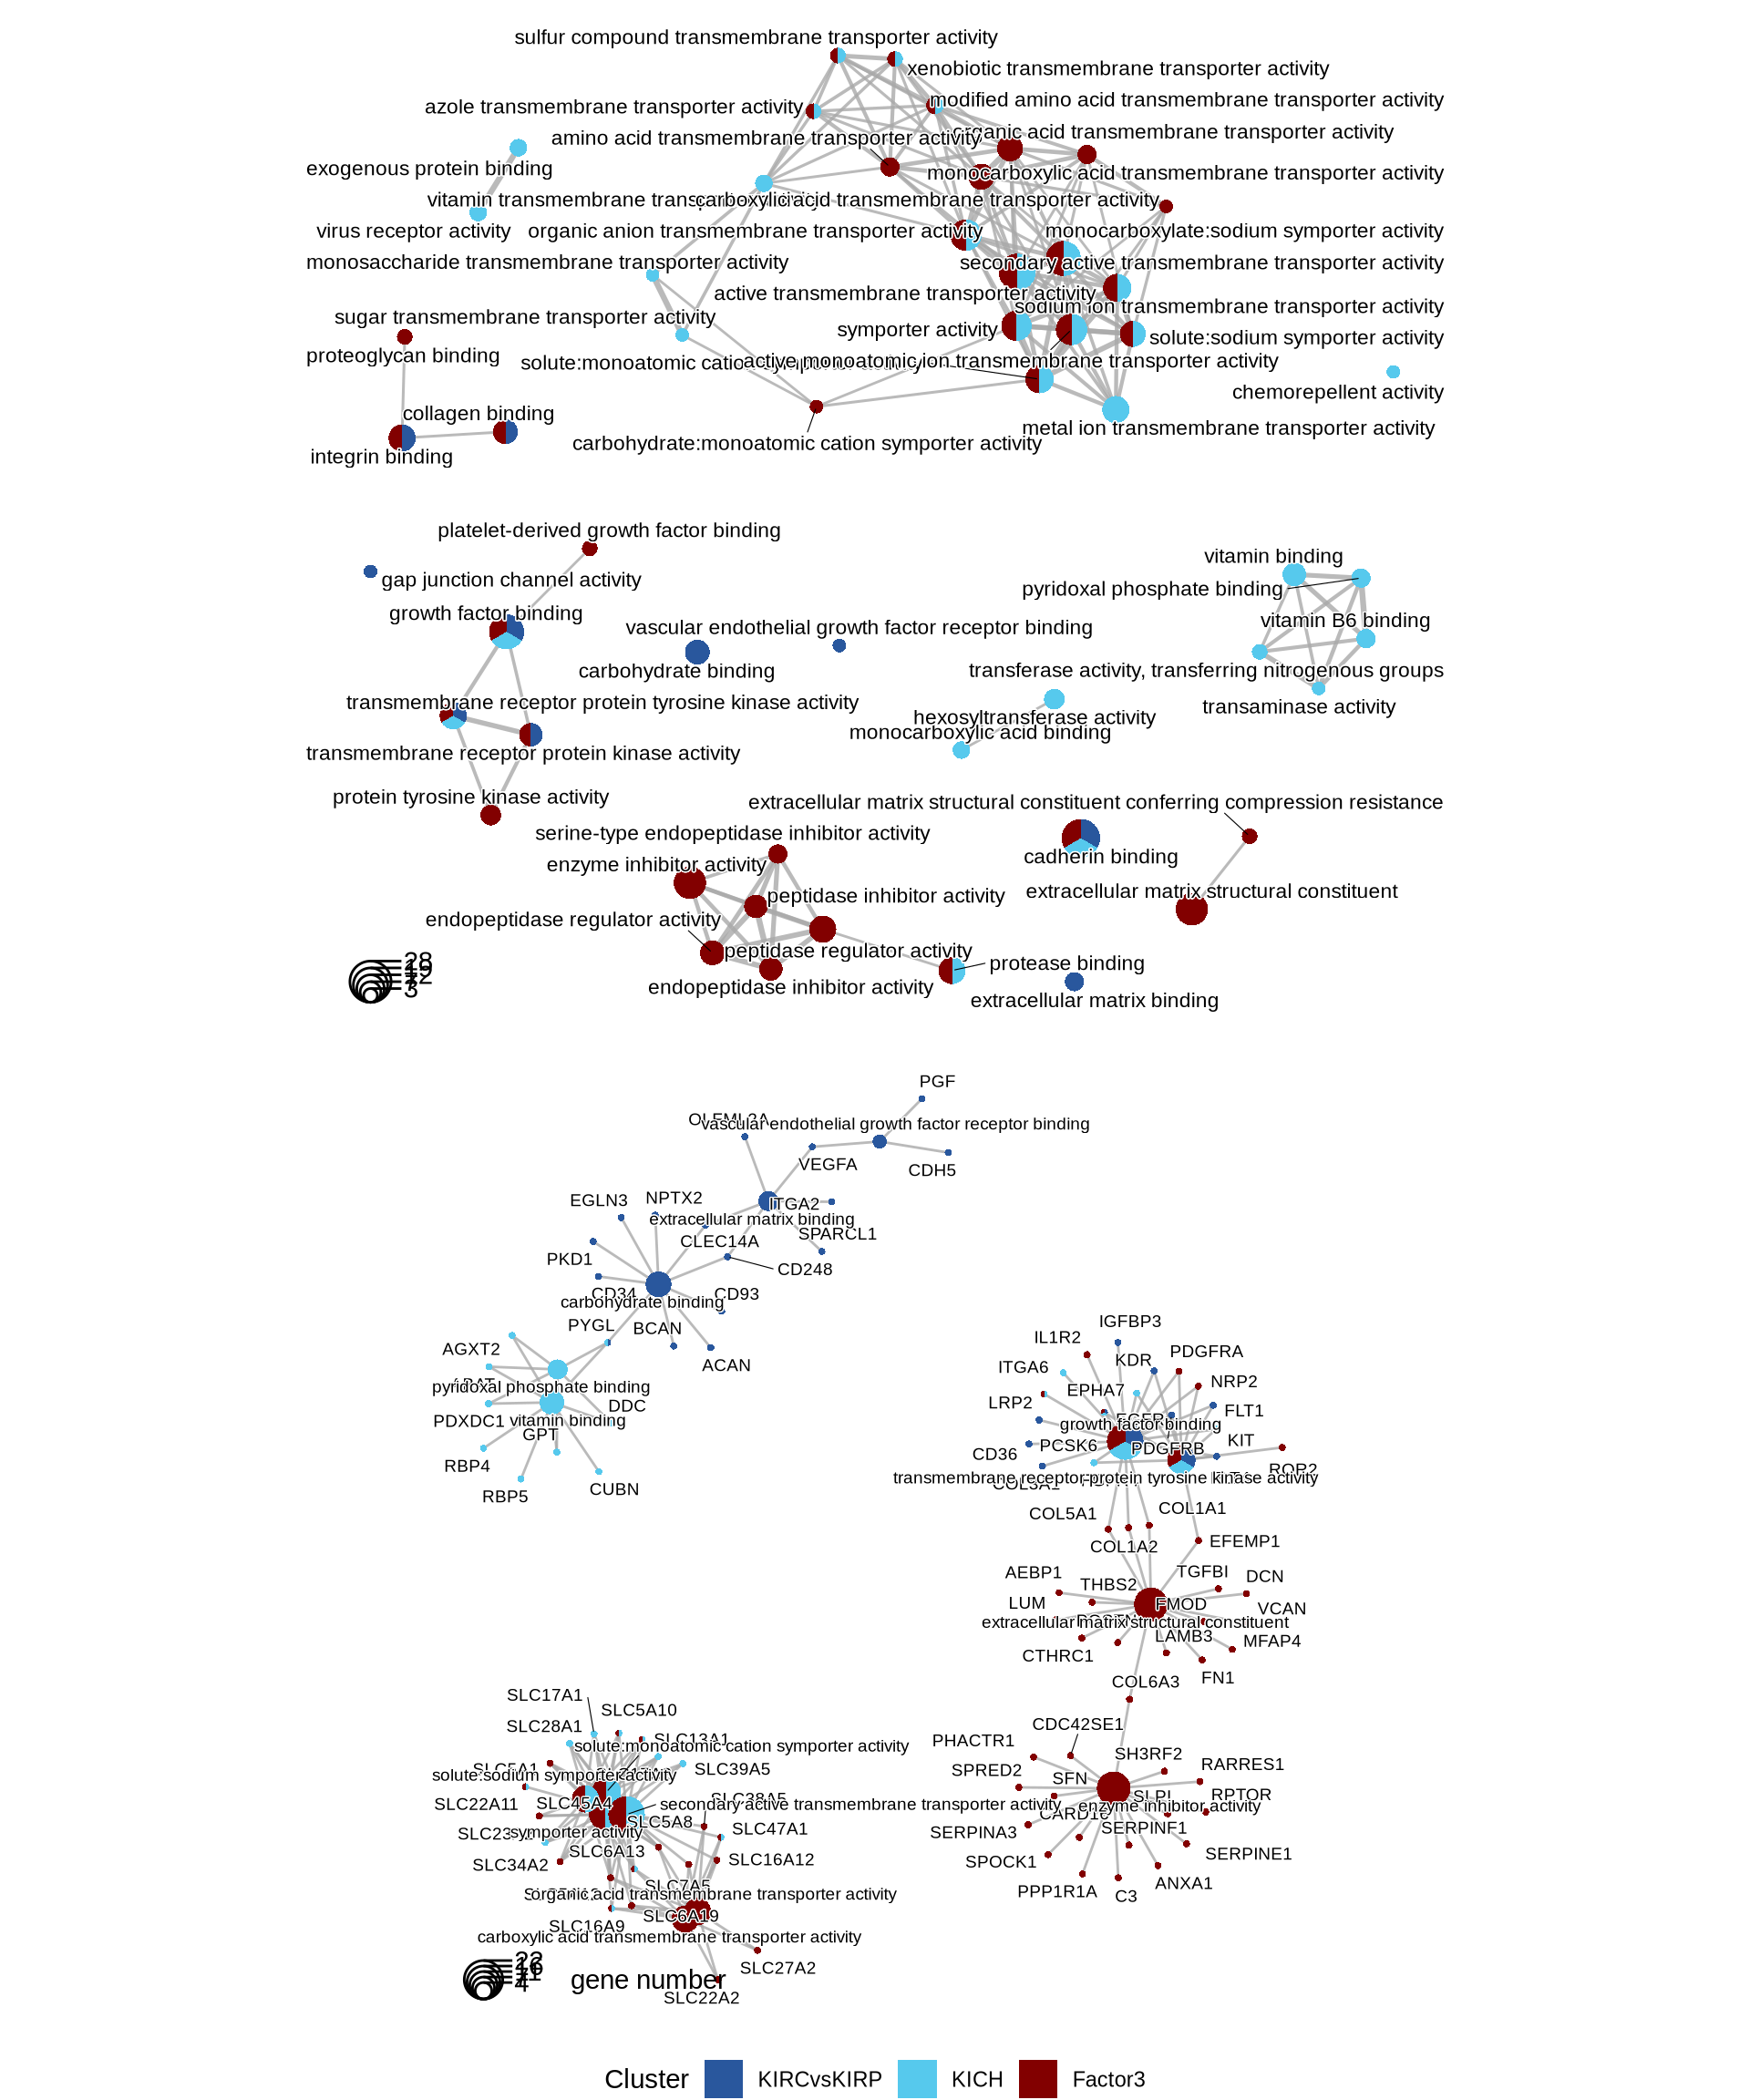 sulfur compound transmembrane transporter activity
xenobiotic transmembrane transporter activity
modified amino acid transmembrane transporter activity
azole transmembrane transporter activity
organic acid transmembrane transporter activity
amino acid transmembrane transporter activity
exogenous protein binding
monocarboxylic acid transmembrane transporter activity
vitamin transmembrane transporter activity
carboxylic acid transmembrane transporter activity
virus receptor activity
organic anion transmembrane transporter activity
monocarboxylate:sodium symporter activity
monosaccharide transmembrane transporter activity
secondary active transmembrane transporter activity
active transmembrane transporter activity
sodium ion transmembrane transporter activity
sugar transmembrane transporter activity
symporter activity
solute:sodium symporter activity
proteoglycan binding
solute:monoatomic cation symporter activity
active monoatomic ion transmembrane transporter activity
chemorepellent activity
collagen binding
metal ion transmembrane transporter activity
carbohydrate:monoatomic cation symporter activity
integrin binding
platelet-derived growth factor binding
vitamin binding
gap junction channel activity
pyridoxal phosphate binding
growth factor binding
vascular endothelial growth factor receptor binding
vitamin B6 binding
carbohydrate binding
transferase activity, transferring nitrogenous groups
transmembrane receptor protein tyrosine kinase activity
transaminase activity
hexosyltransferase activity
monocarboxylic acid binding
transmembrane receptor protein kinase activity
protein tyrosine kinase activity
extracellular matrix structural constituent conferring compression resistance
serine-type endopeptidase inhibitor activity
cadherin binding
enzyme inhibitor activity
extracellular matrix structural constituent
peptidase inhibitor activity
endopeptidase regulator activity
peptidase regulator activity
protease binding
endopeptidase inhibitor activity
extracellular matrix binding
28
12
3
PGF
vascular endothelial growth factor receptor binding
VEGFA
CDH5
EGLN3
NPTX2
ITGA2
extracellular matrix binding
SPARCL1
CLEC14A
PKD1
CD248
CD34
CD93
carbohydrate binding
PYGL
BCAN
ACAN
AGXT2
pyridoxal phosphate binding
DDC
PDXDC1
vitamin binding
GPT
RBP4
RBP5
CUBN
IGFBP3
IL1R2
KDR
PDGFRA
ITGA6
EPHA7
NRP2
LRP2
FLT1
EGFR
growth factor binding
KIT
CD36
PCSK6
PDGFRB
ROR2
transmembrane receptor protein tyrosine kinase activity
COL5A1
COL1A1
COL1A2
EFEMP1
AEBP1
THBS2
TGFBI
DCN
LUM
FMOD
VCAN
extracellular matrix structural constituent
LAMB3
MFAP4
CTHRC1
COL6A3
FN1
SLC17A1
SLC5A10
SLC28A1
SLC13A1
solute:monoatomic cation symporter activity
SLC5A1
SLC39A5
solute:sodium symporter activity
SLC22A11
SLC45A4
SLC38A5
secondary active transmembrane transporter activity
SLC5A8
SLC47A1
symporter activity
SLC6A13
SLC16A12
SLC34A2
SLC7A5
organic acid transmembrane transporter activity
SLC6A19
SLC16A9
carboxylic acid transmembrane transporter activity
SLC27A2
SLC22A2
CDC42SE1
PHACTR1
SH3RF2
RARRES1
SPRED2
SFN
SLPI
RPTOR
enzyme inhibitor activity
SERPINA3
SERPINF1
SPOCK1
SERPINE1
PPP1R1A
C3
ANXA1
4
gene number
Cluster KIRCvsKIRP KICH Factor3